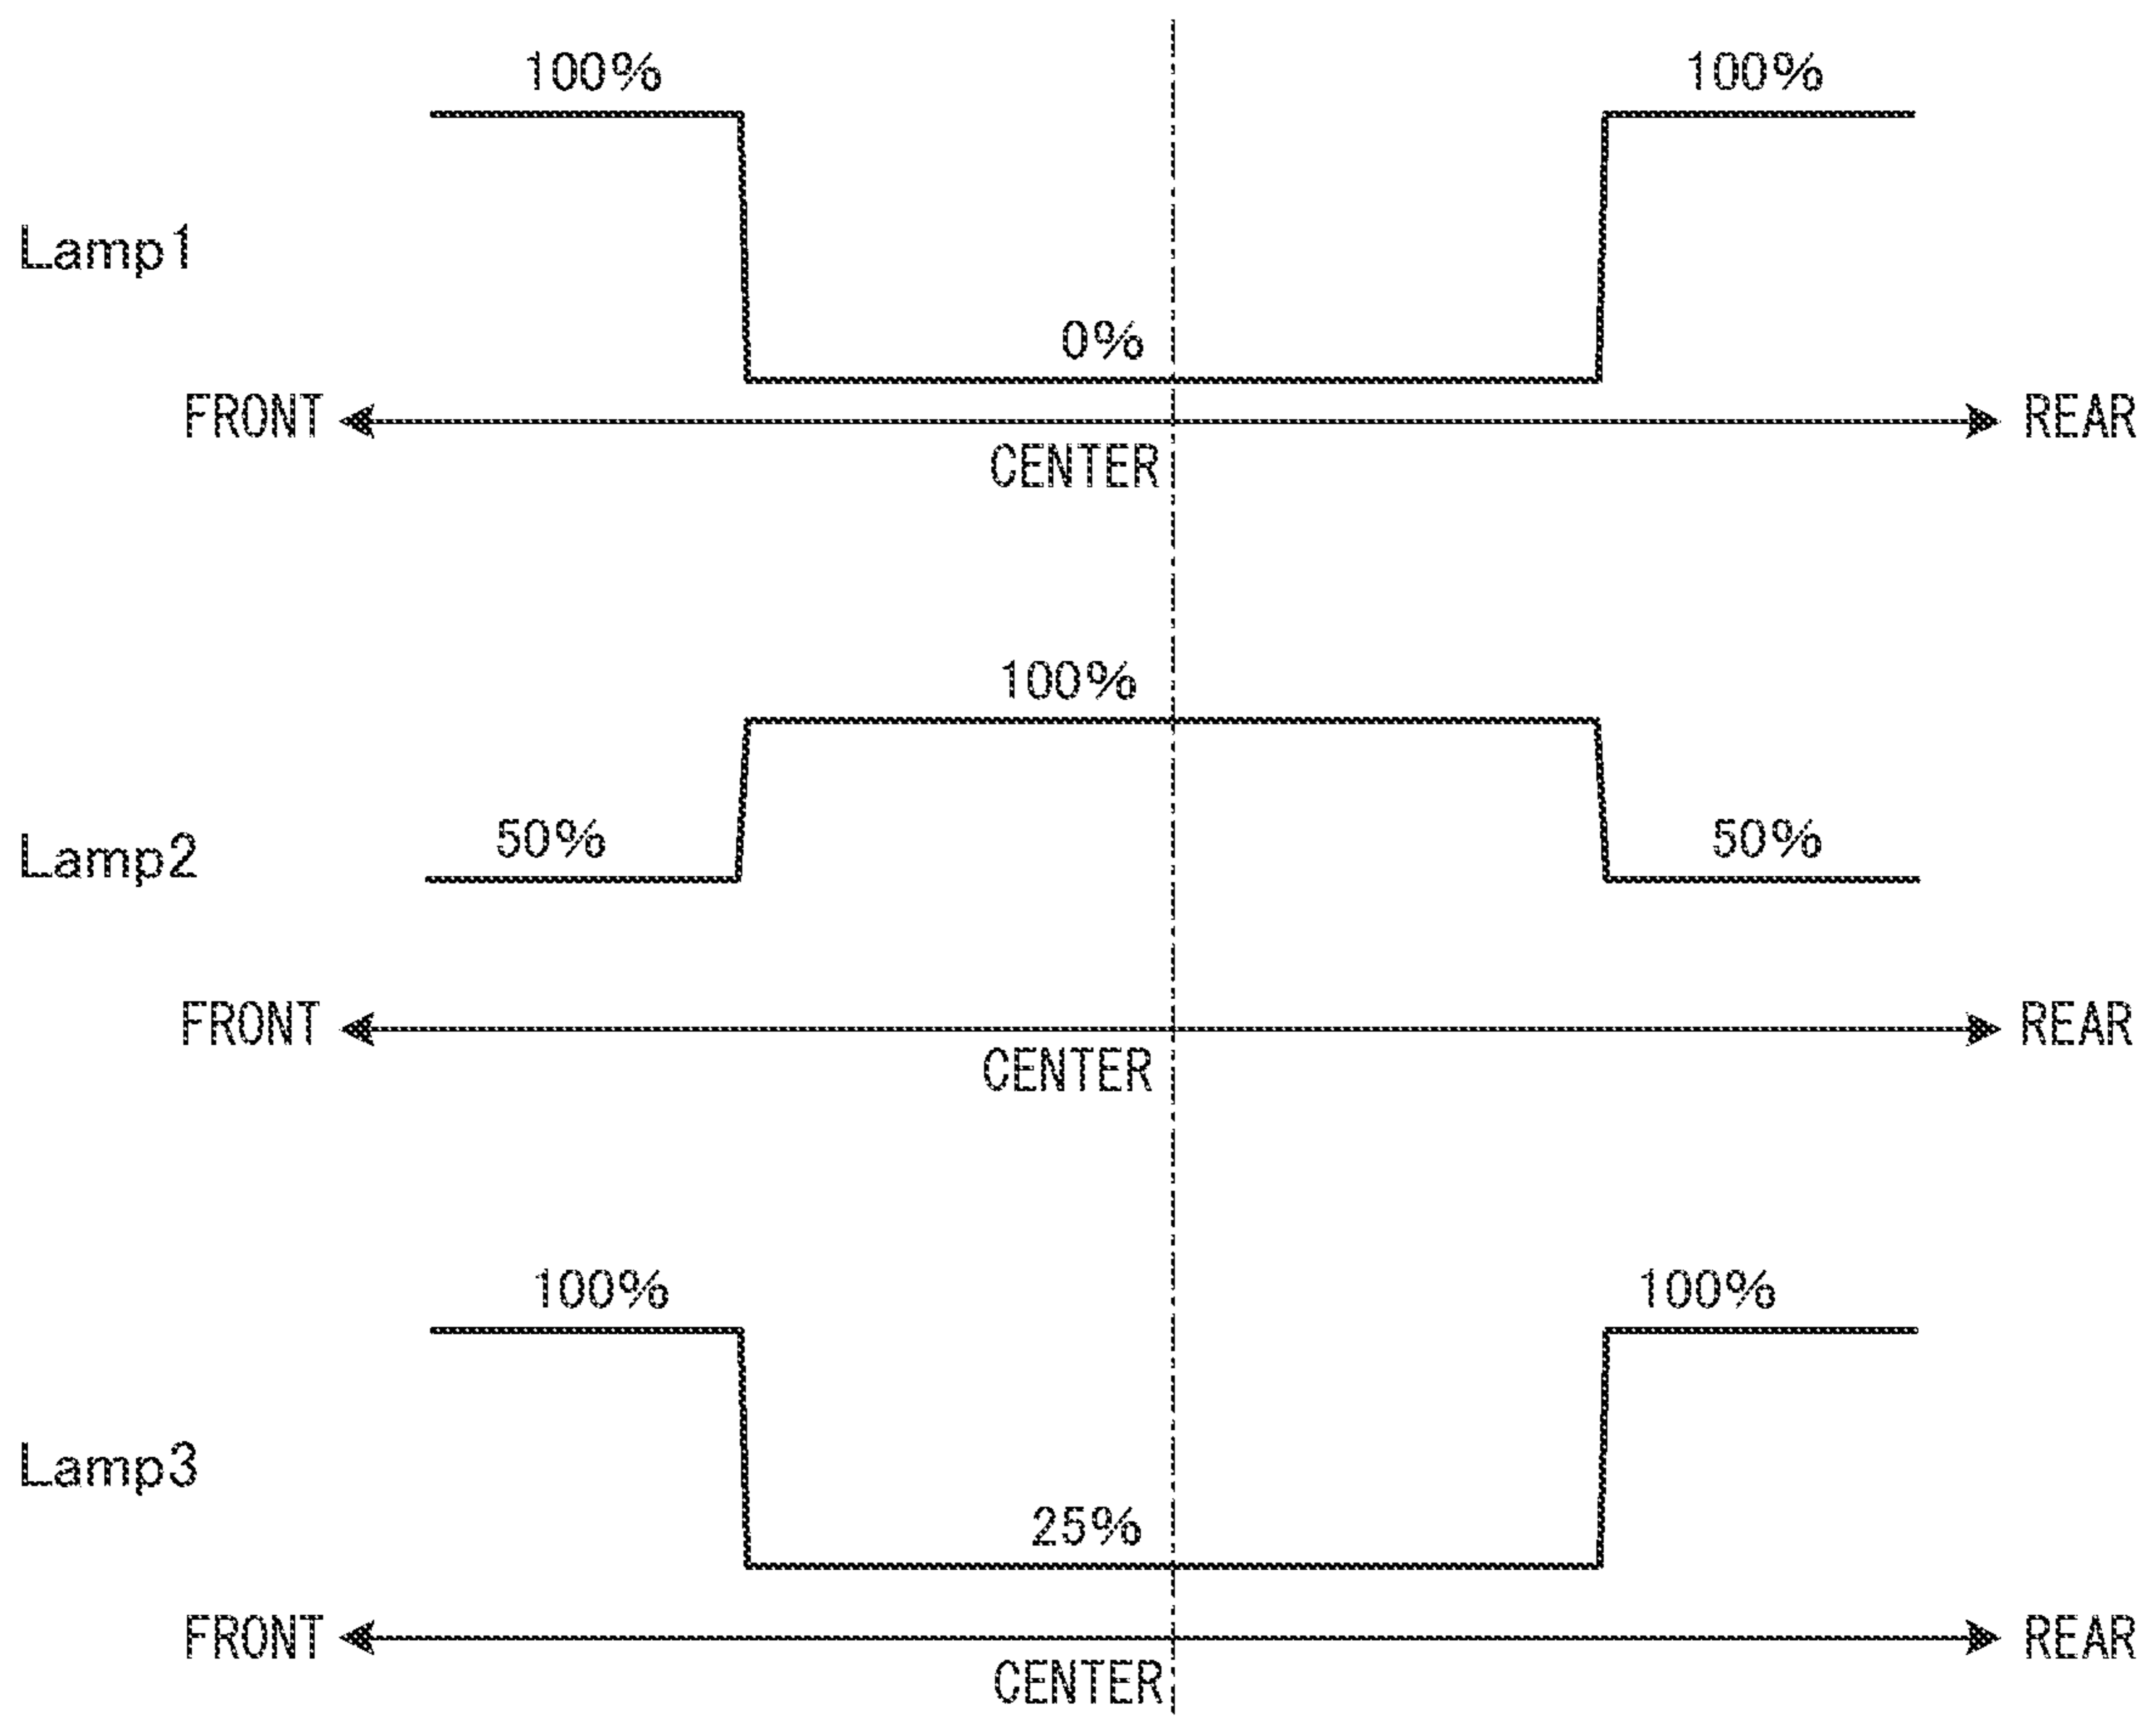 100% 100%
Lamp1
0%
FRONT REAR
CENTER
100%
Lamp2 50% 50%
FRONT REAR
CENTER
100% 100%
Lamp3
25%
FRONT REAR
CENTER